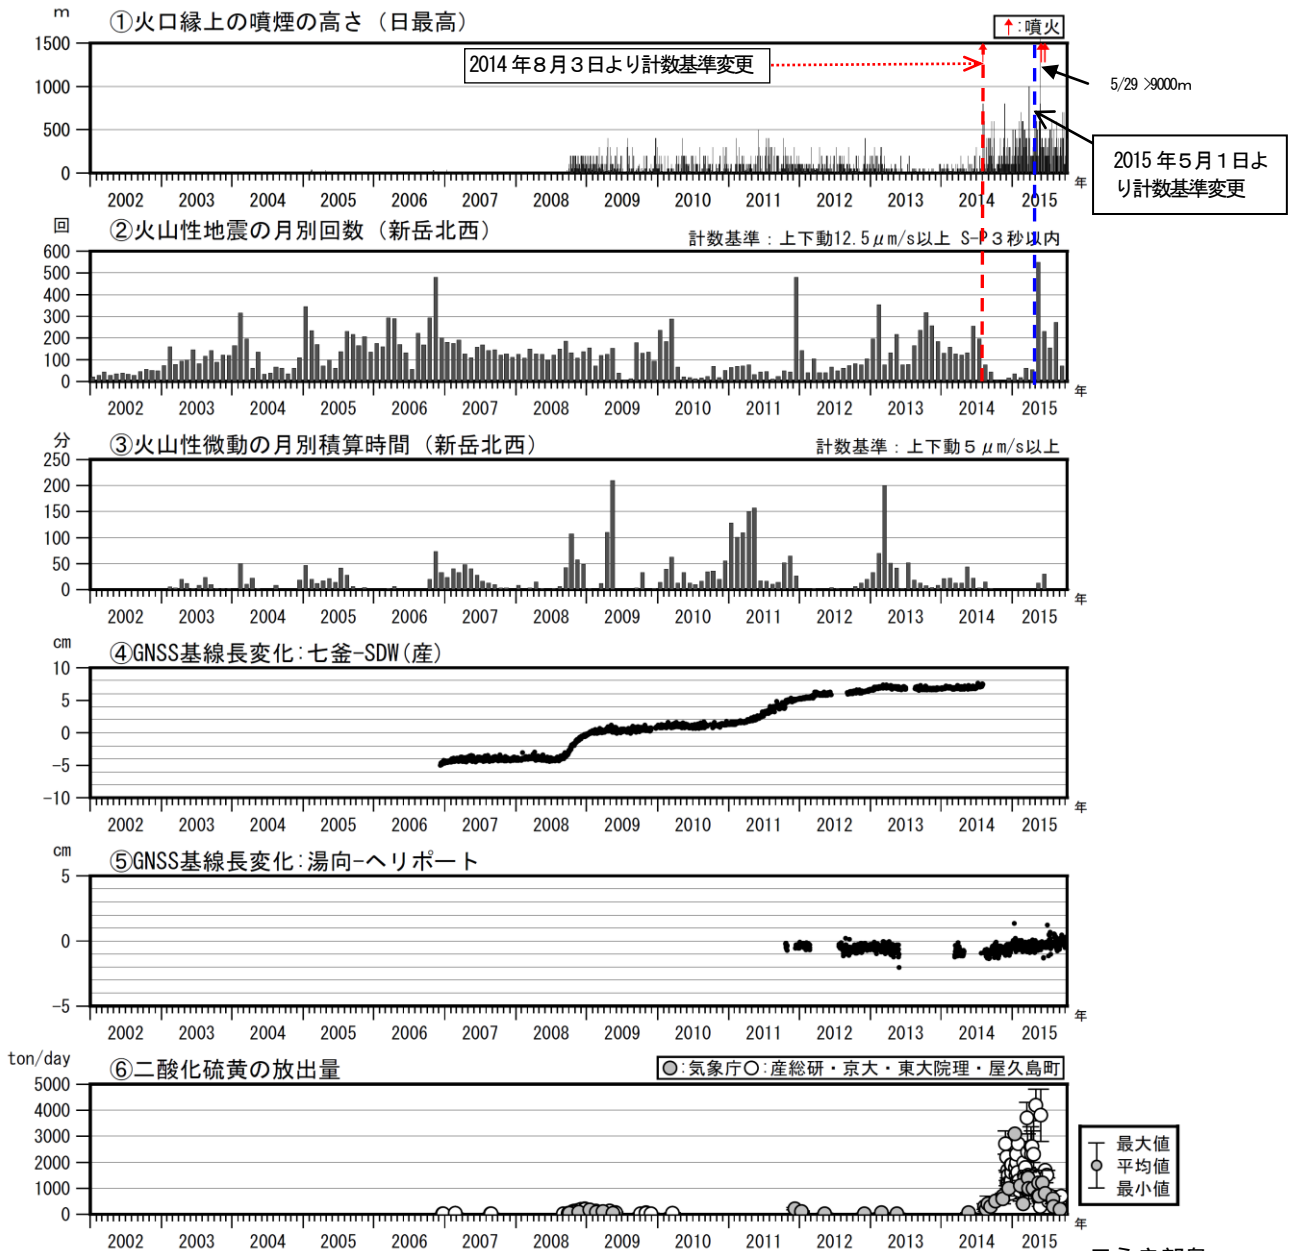 m
①火口縁上の噴煙の高さ（日最高）
↑:噴火
1500
1000
500
0
2014年8月3日より計数基準変更
5/29 >9000m
2015年5月1日よ
り計数基準変更
2002 2003 2004 2005 2006 2007 2008 2009 2010 2011 2012 2013 2014 2015 年
回
②火山性地震の月別回数（新岳北西）
計数基準：上下動12.5μm/s以上 S-P3秒以内
600
500
400
300
200
100
0
2002 2003 2004 2005 2006 2007 2008 2009 2010 2011 2012 2013 2014 2015 年
分
③火山性微動の月別積算時間（新岳北西）
計数基準：上下動5μm/s以上
250
200
150
100
50
0
2002 2003 2004 2005 2006 2007 2008 2009 2010 2011 2012 2013 2014 2015 年
cm
④GNSS基線長変化:七釜-SDW(産)
10
5
0
-5
-10
2002 2003 2004 2005 2006 2007 2008 2009 2010 2011 2012 2013 2014 2015 年
cm
⑤GNSS基線長変化:湯向-ヘリポート
5
0
-5
2002 2003 2004 2005 2006 2007 2008 2009 2010 2011 2012 2013 2014 2015 年
ton/day
⑥二酸化硫黄の放出量
●:気象庁○:産総研・京大・東大院理・屋久島町
5000
4000
3000
2000
1000
0
最大値
平均値
最小値
2002 2003 2004 2005 2006 2007 2008 2009 2010 2011 2012 2013 2014 2015 年